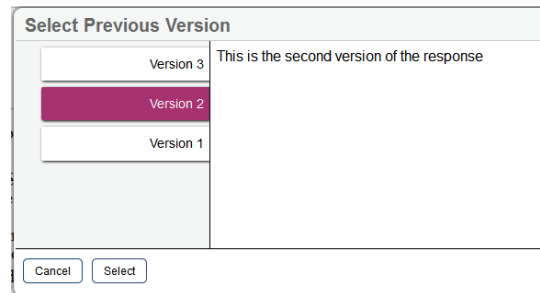 Select Previous Version
Version 3
This is the second version of the response
Version 2
Version 1
Cancel
Select